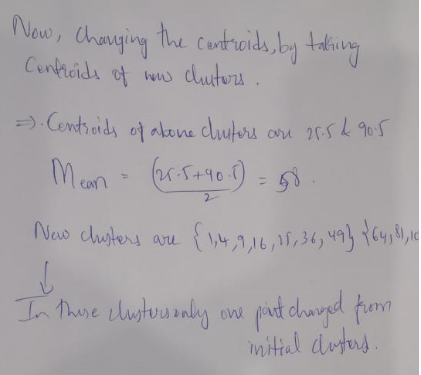 Now, changing the centroids, by taking
Centroids of new clusters.
⇒ Centroids of above clusters are 25.5 & 90.5
Mean = (25.5+90.5)/2 = 58.
New clusters are {1,4,9,16,25,36,49} {64,81,10
↓
In these clusters only one point changed from
initial clusters.